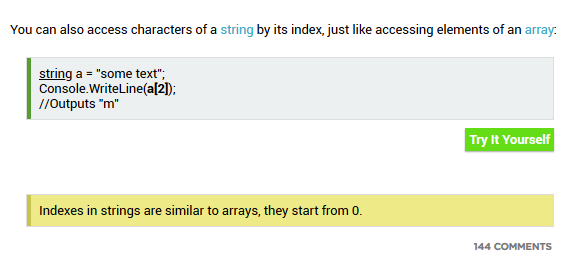 You can also access characters of a string by its index, just like accessing elements of an array:
string a = "some text";
Console.WriteLine(a[2]);
//Outputs "m"
Try It Yourself
Indexes in strings are similar to arrays, they start from 0.
144 COMMENTS